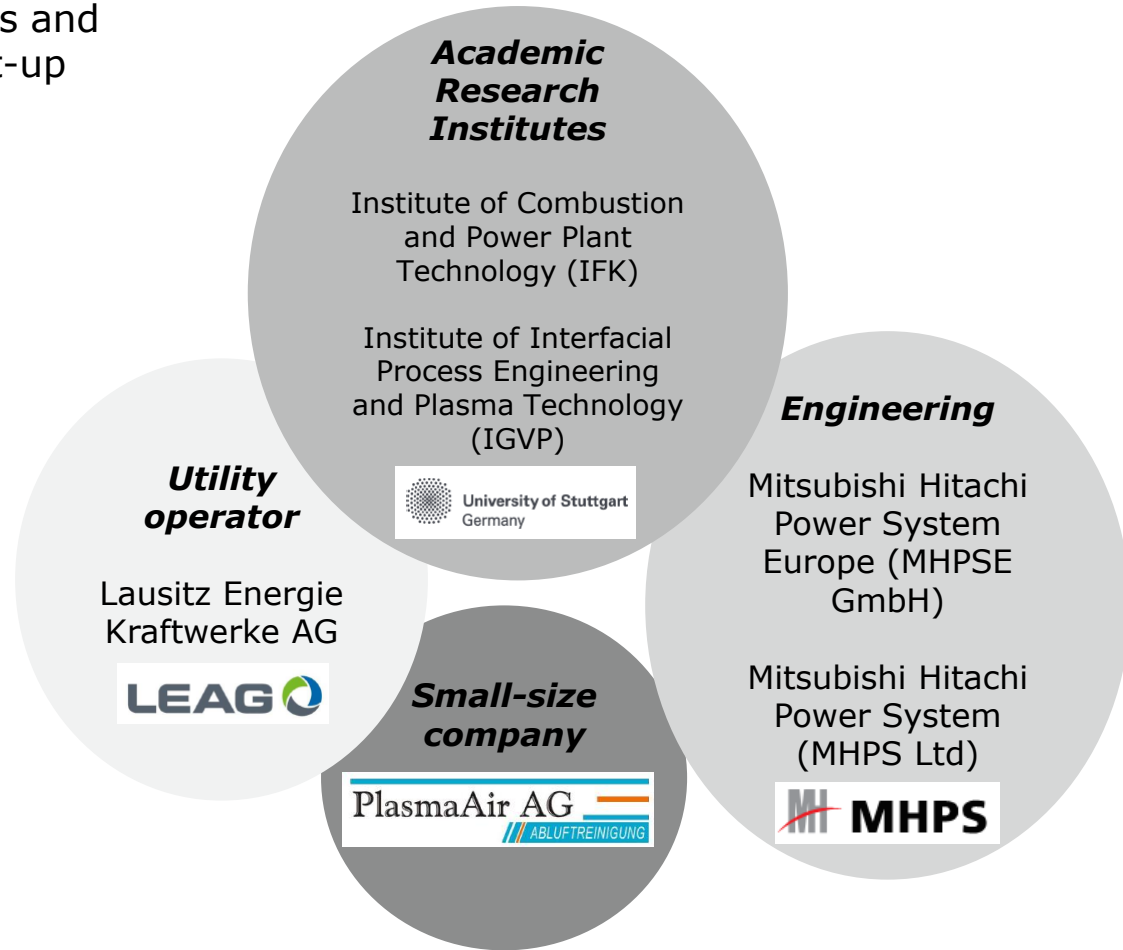 s and
t-up
Academic
Research
Institutes
Institute of Combustion
and Power Plant
Technology (IFK)
Institute of Interfacial
Process Engineering
and Plasma Technology
(IGVP)
University of Stuttgart
Germany
Utility
operator
Lausitz Energie
Kraftwerke AG
LEAG
Small-size
company
PlasmaAir AG
ABLUFTREINIGUNG
Engineering
Mitsubishi Hitachi
Power System
Europe (MHPSE
GmbH)
Mitsubishi Hitachi
Power System
(MHPS Ltd)
MH MHPS